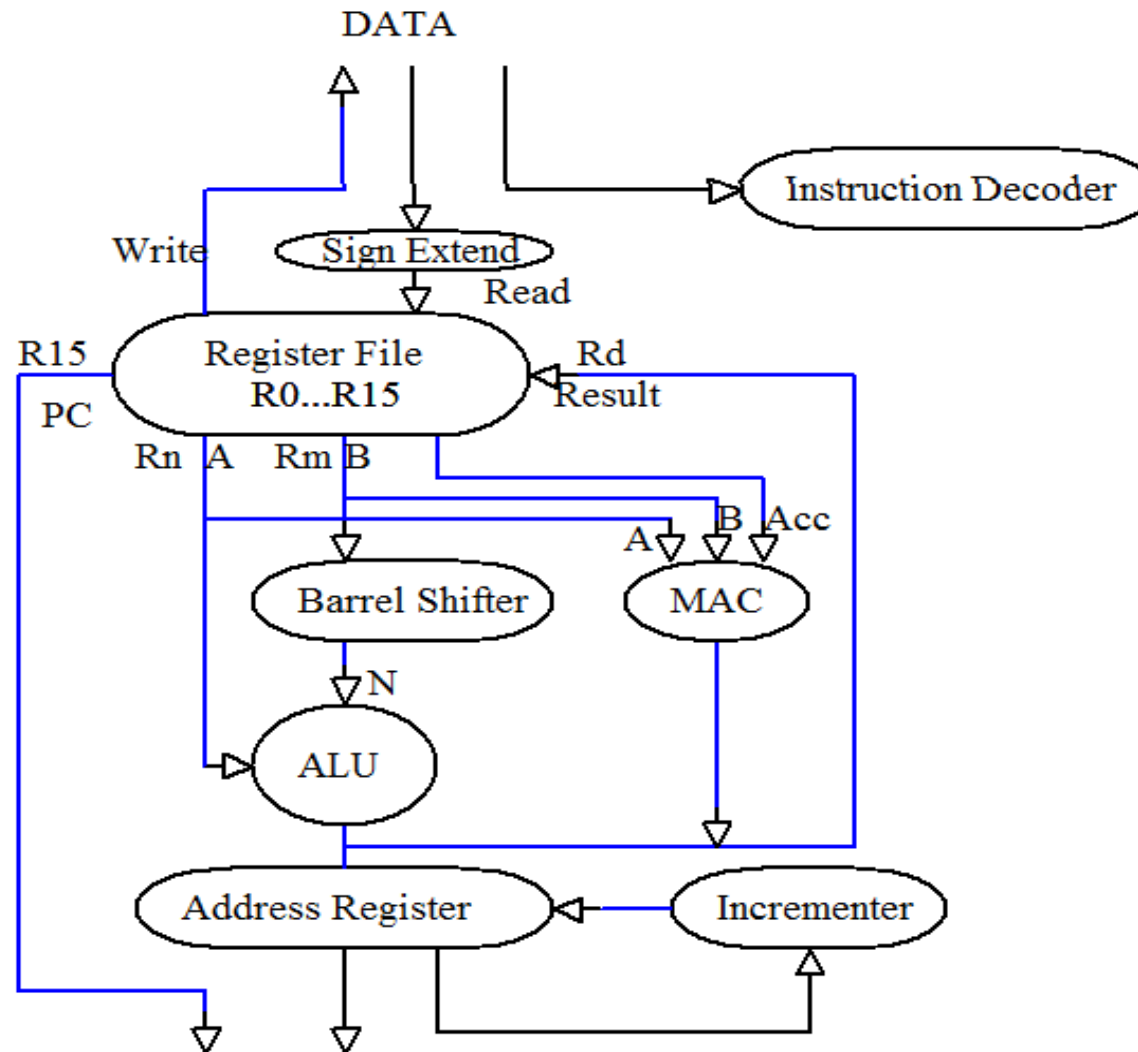 DATA
Instruction Decoder
Write
Sign Extend
Read
R15
Register File
Rd
R0...R15
Result
PC
Rn A
Rm B
A
B
Acc
Barrel Shifter
MAC
N
ALU
Address Register
Incrementer